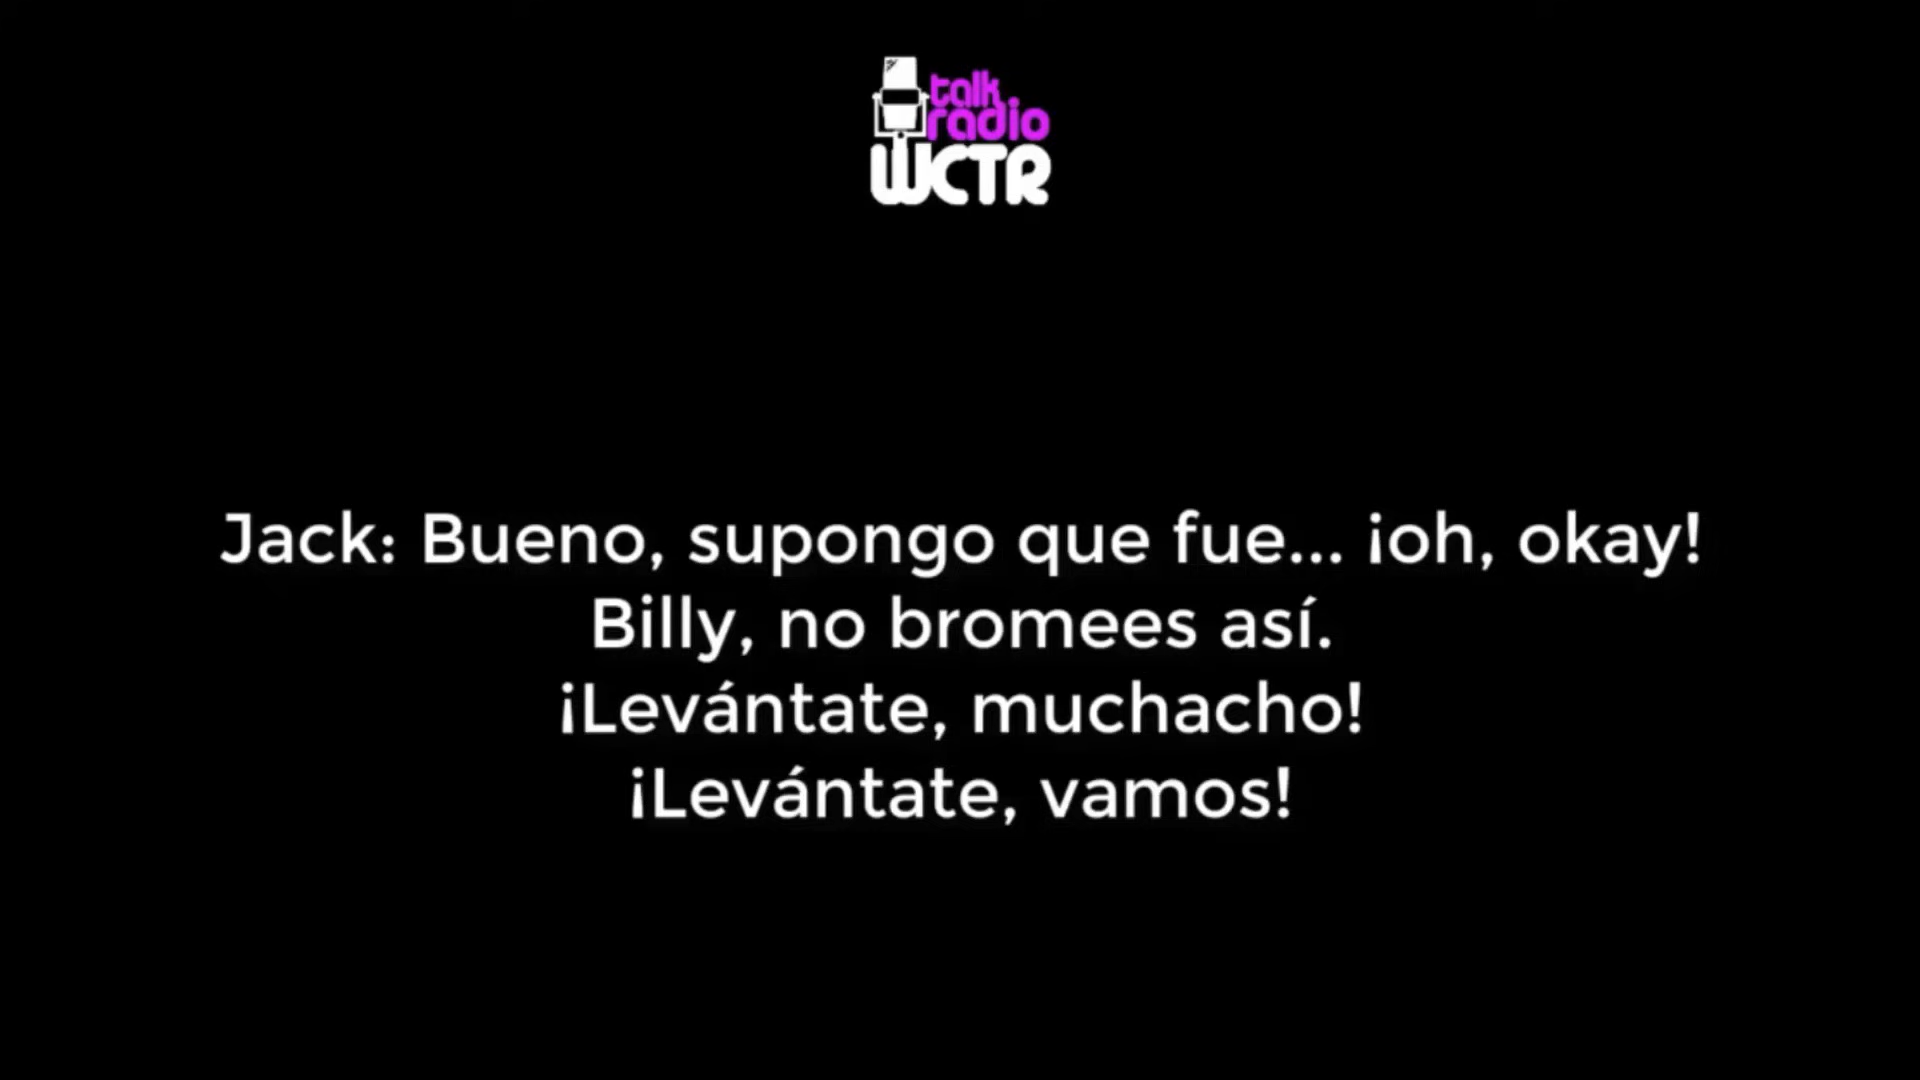 talk
radio
WCTR
Jack: Bueno, supongo que fue... ¡oh, okay!
Billy, no bromees así.
¡Levántate, muchacho!
¡Levántate, vamos!